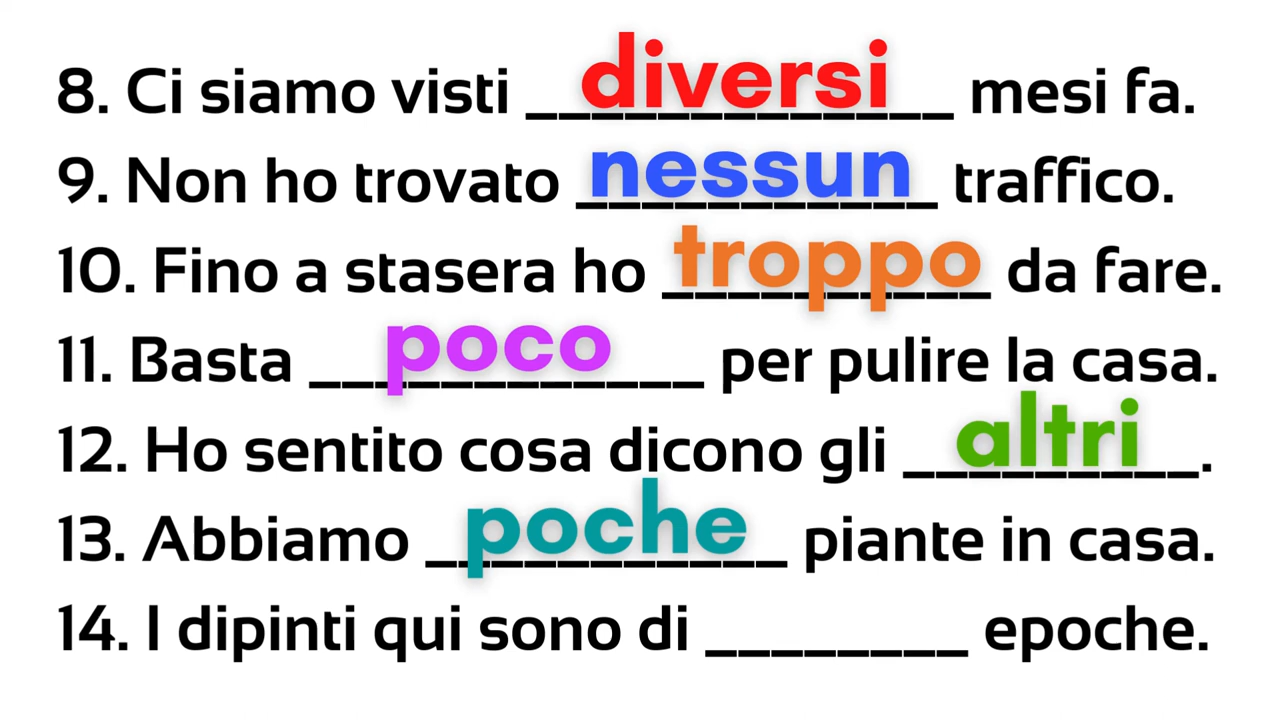 8. Ci siamo visti diversi mesi fa.
9. Non ho trovato nessun traffico.
10. Fino a stasera ho troppo da fare.
11. Basta poco per pulire la casa.
12. Ho sentito cosa dicono gli altri.
13. Abbiamo poche piante in casa.
14. I dipinti qui sono di ________ epoche.